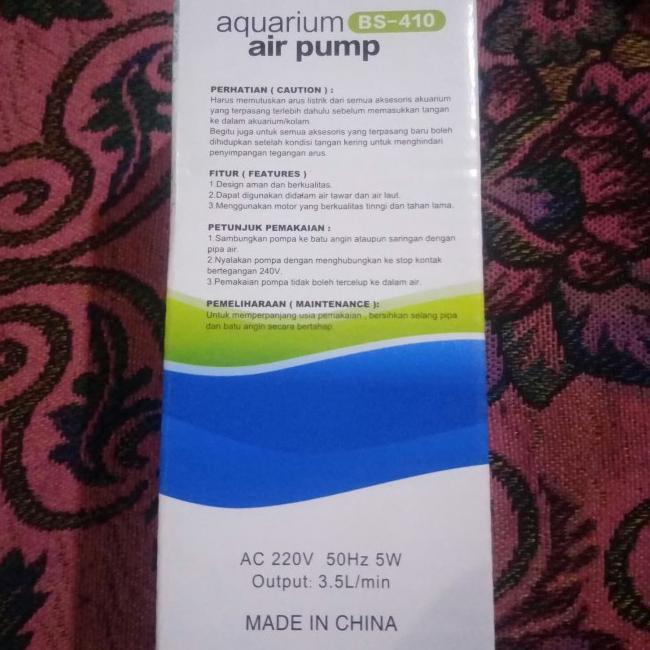 aquarium BS-410
air pump
PERHATIAN ( CAUTION ) :
Harus memutuskan arus listrik dari semua aksesoris akuarium
yang terpasang terlebih dahulu sebelum memasukkan tangan
ke dalam akuarium/kolam
Begitu juga untuk semua aksesoris yang terpasang baru boleh
dihidupkan setelah kondisi tangan kering untuk menghindari
penyimpangan tegangan arus.
FITUR ( FEATURES )
1.Design aman dan berkualitas.
2.Dapat digunakan didalam air tawar dan air laut.
3.Menggunakan motor yang berkualitas tinngi dan tahan lama.
PETUNJUK PEMAKAIAN :
1.Sambungkan pompa ke batu angin ataupun saringan dengan
pipa air.
2.Nyalakan pompa dengan menghubungkan ke stop kontak
bertegangan 240V.
3.Pemakaian pompa tidak boleh tercelup ke dalam air.
PEMELIHARAAN ( MAINTENANCE ):
Untuk memperpanjang usia pemakaian , bersihkan selang pipa
dan batu angin secara bertahap.
AC 220V 50Hz 5W
Output: 3.5L/min
MADE IN CHINA